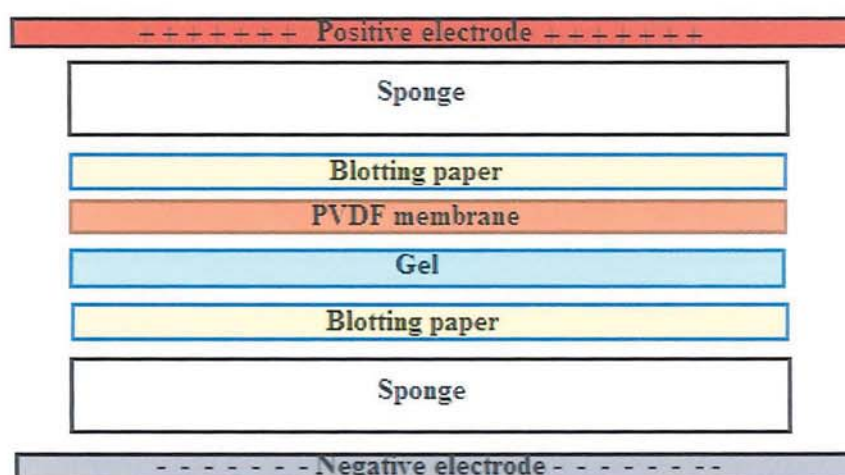 + + + + + + + Positive electrode + + + + + + +
Sponge
Blotting paper
PVDF membrane
Gel
Blotting paper
Sponge
- - - - - - - Negative electrode - - - - - - - -